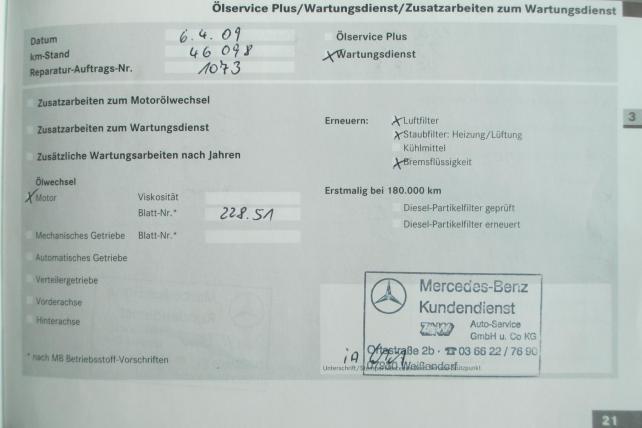 Ölservice Plus/Wartungsdienst/Zusatzarbeiten zum Wartungsdienst
Datum 6.4.09
km-Stand 46 098
Reparatur-Auftrags-Nr. 1073
Ölservice Plus
Wartungsdienst
Zusatzarbeiten zum Motorölwechsel
Zusatzarbeiten zum Wartungsdienst
Zusätzliche Wartungsarbeiten nach Jahren
Erneuern: Luftfilter
Staubfilter: Heizung/Lüftung
Kühlmittel
Bremsflüssigkeit
3
Ölwechsel
Motor Viskosität
Blatt-Nr.* 228.51
Mechanisches Getriebe Blatt-Nr.*
Automatisches Getriebe
Verteilergetriebe
Vorderachse
Hinterachse
Erstmalig bei 180.000 km
Diesel-Partikelfilter geprüft
Diesel-Partikelfilter erneuert
Mercedes-Benz
Kundendienst
Auto-Service
GmbH u. Co KG
2b · ☎ 03 66 22 / 76 90
* nach MB Betriebsstoff-Vorschriften
iA
21